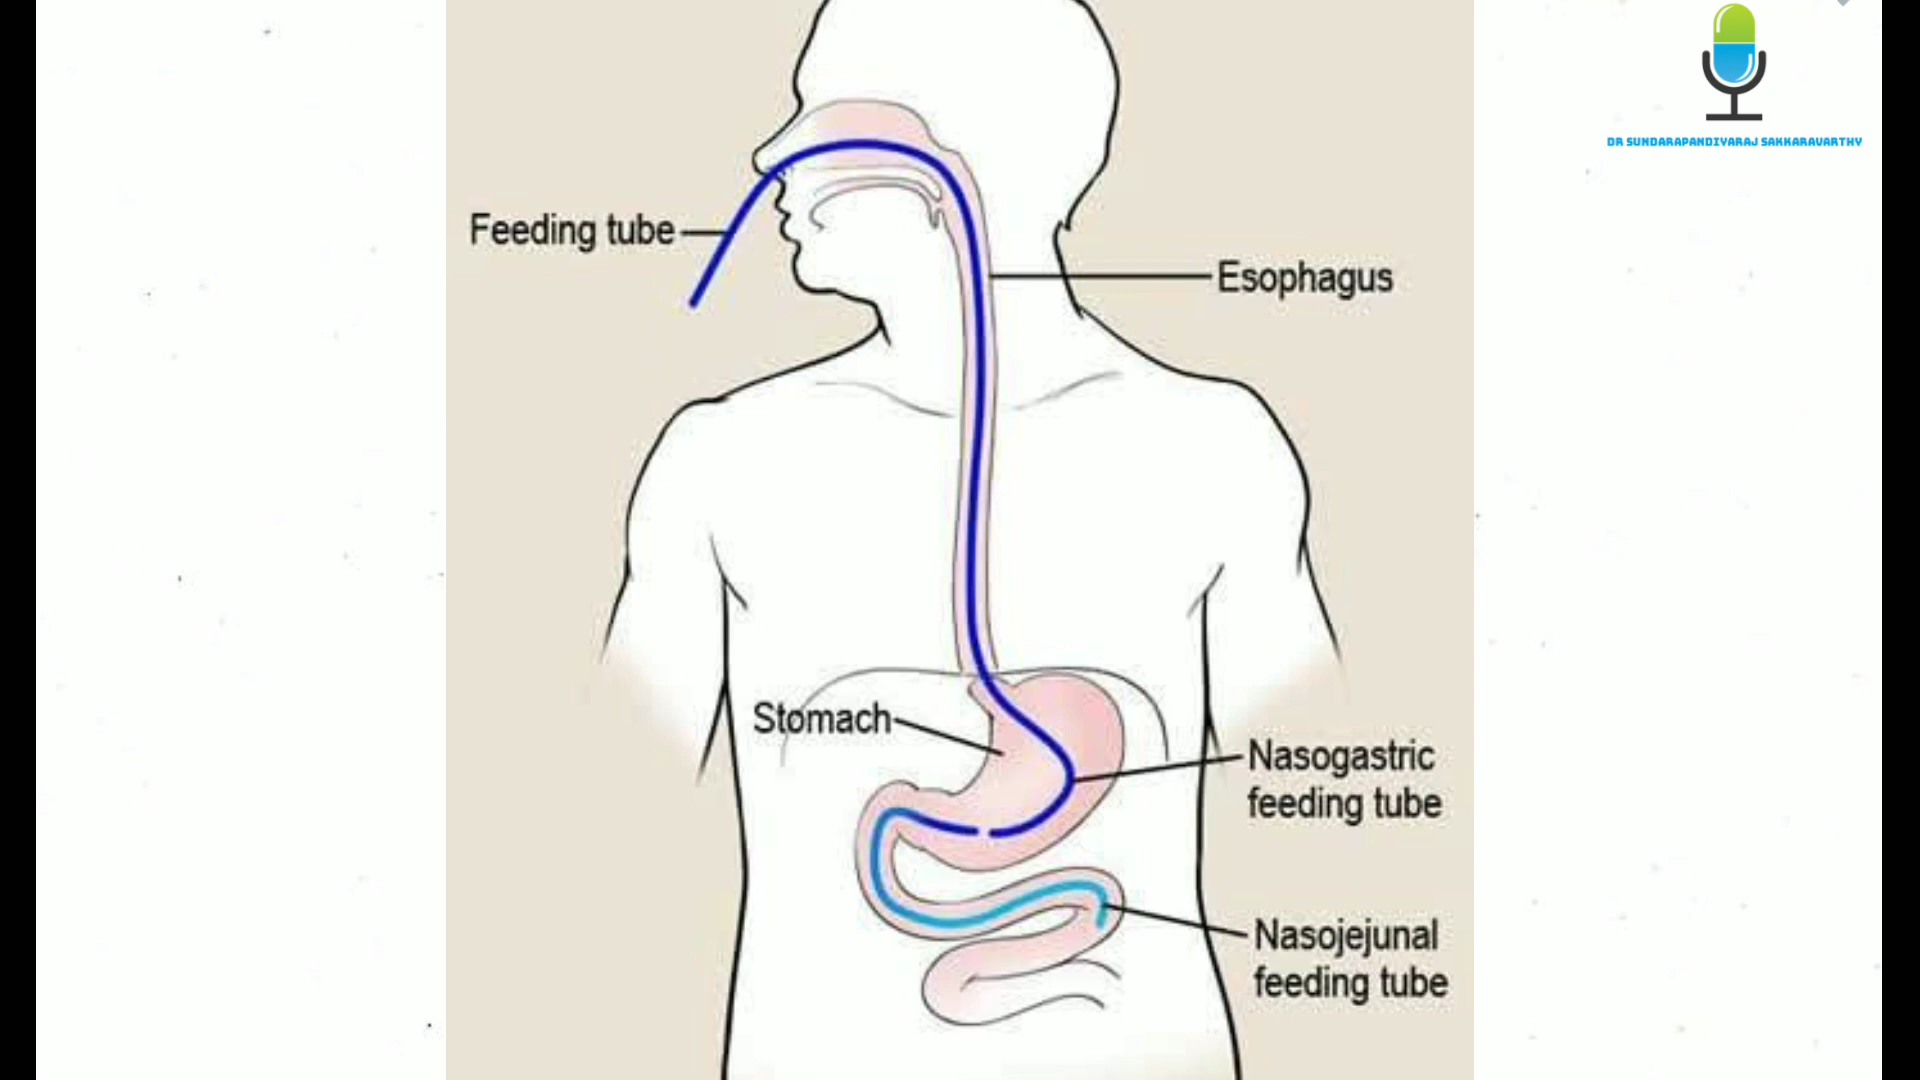 DR SUNDARAPANDIYARAJ SAKKARAVARTHY
Feeding tube
Esophagus
Stomach
Nasogastric
feeding tube
Nasojejunal
feeding tube